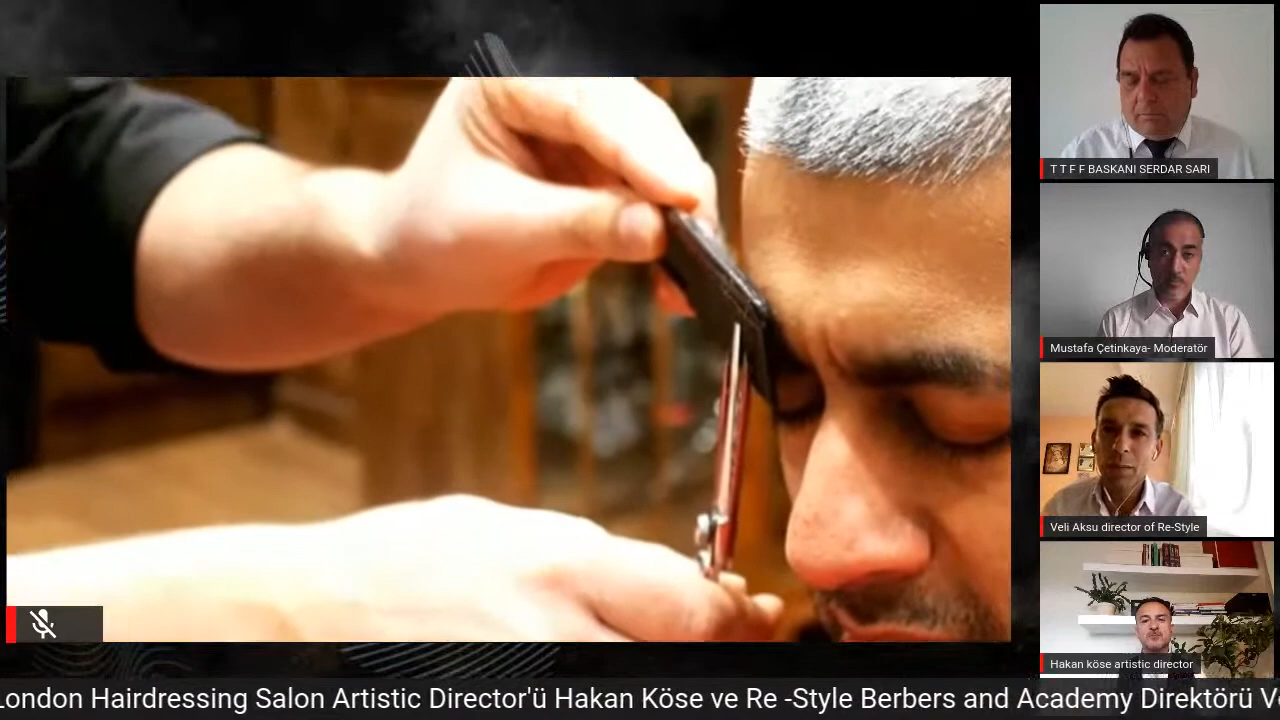 T T F F BASKANI SERDAR SARI
Mustafa Çetinkaya- Moderatör
Veli Aksu director of Re-Style
Hakan köse artistic director
London Hairdressing Salon Artistic Director'ü Hakan Köse ve Re -Style Berbers and Academy Direktörü